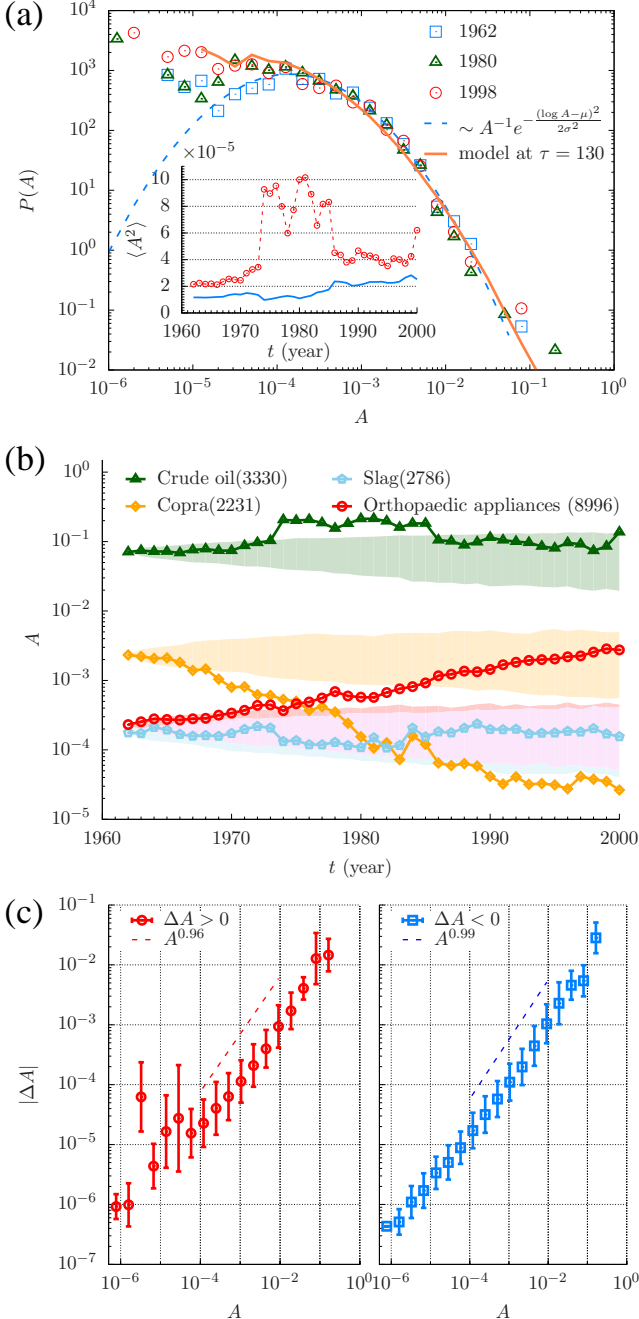 (a)
10^4
10^3
10^2
10^1
10^0
10^-1
10^-2
P(A)
1962
1980
1998
∼ A^{-1}e^{-\frac{(log A−μ)^2}{2σ^2}}
model at τ = 130
×10^-5
10
8
6
4
2
0
⟨A^2⟩
1960 1970 1980 1990 2000
t (year)
10^-6 10^-5 10^-4 10^-3 10^-2 10^-1 10^0
A
(b)
10^0
10^-1
10^-2
10^-3
10^-4
10^-5
A
Crude oil(3330)
Slag(2786)
Copra(2231)
Orthopaedic appliances (8996)
1960 1970 1980 1990 2000
t (year)
(c)
10^-1
10^-2
10^-3
10^-4
10^-5
10^-6
10^-7
|ΔA|
ΔA > 0
A^0.96
ΔA < 0
A^0.99
10^-6 10^-4 10^-2 10^0
10^-6 10^-4 10^-2 10^0
A
A